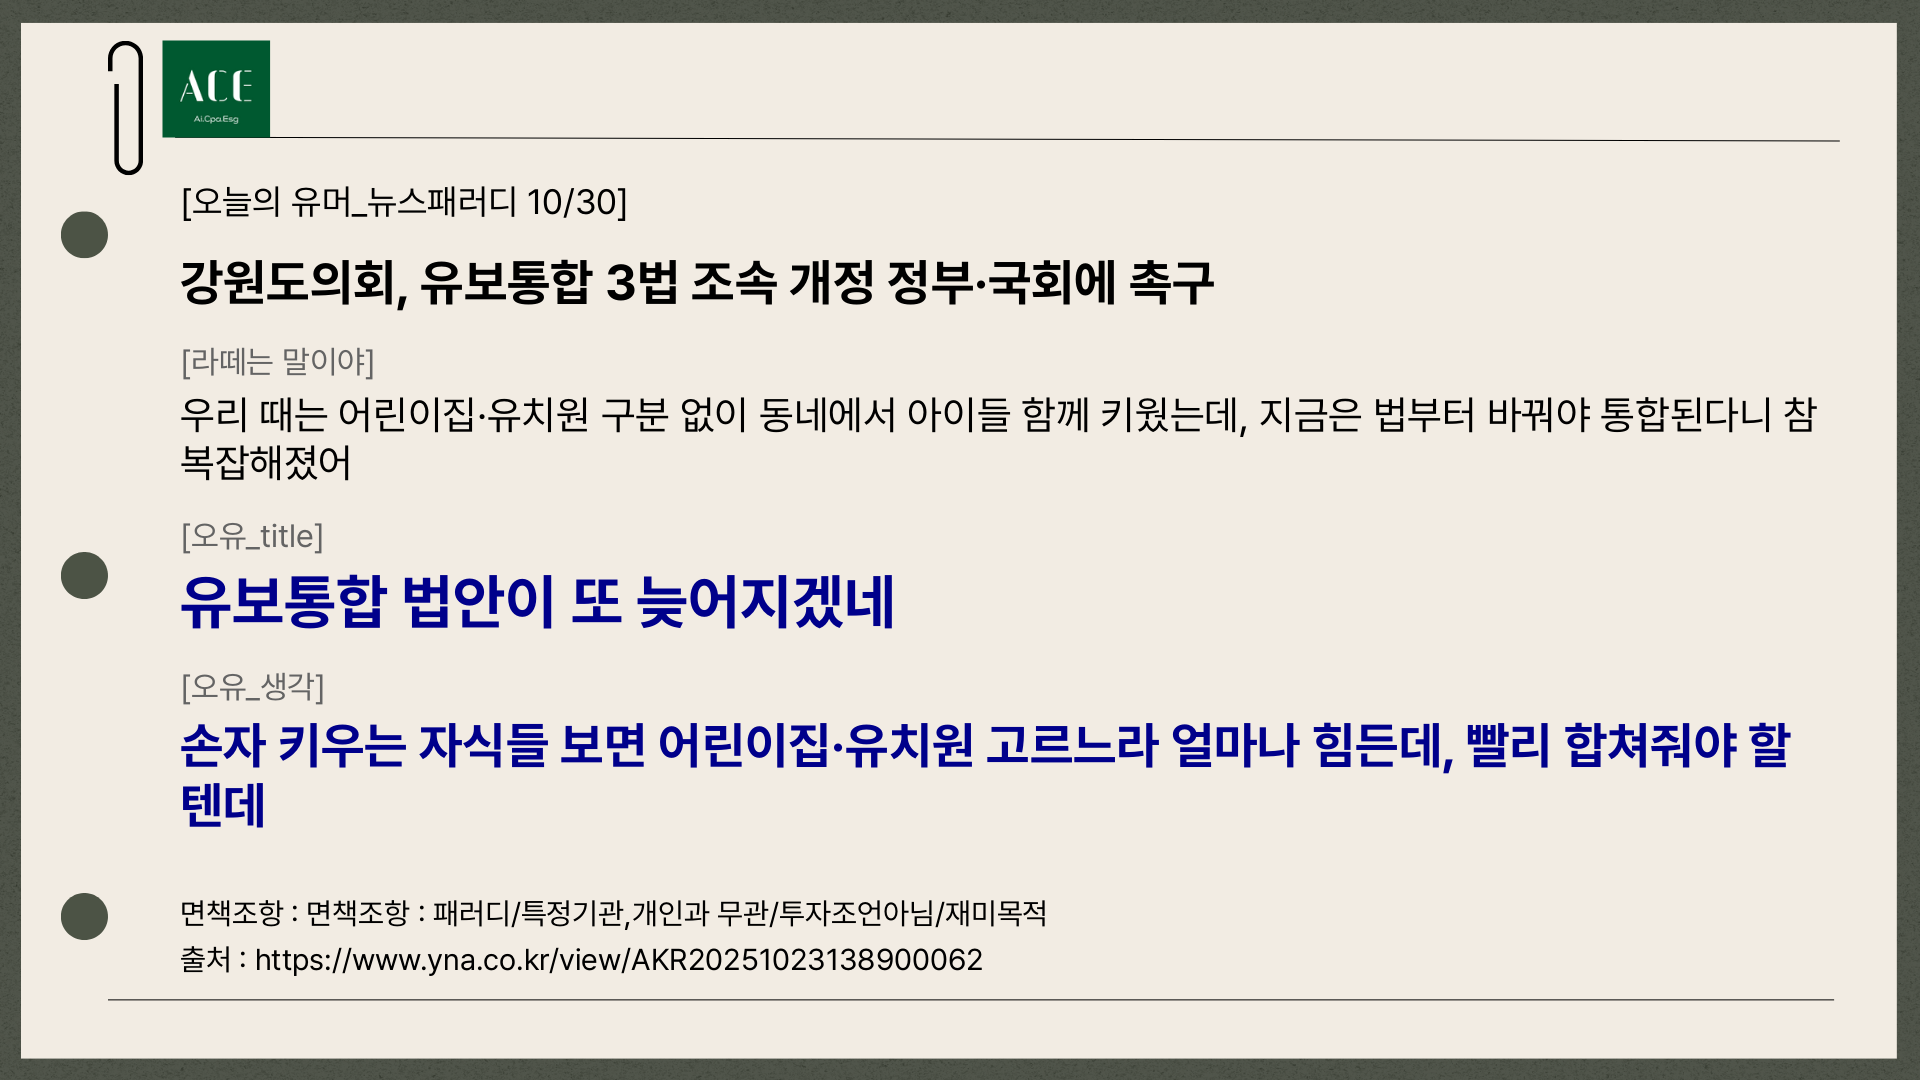 ACE
Ai.Cpa.Esg
[오늘의 유머_뉴스패러디 10/30]
강원도의회, 유보통합 3법 조속 개정 정부·국회에 촉구
[라떼는 말이야]
우리 때는 어린이집·유치원 구분 없이 동네에서 아이들 함께 키웠는데, 지금은 법부터 바꿔야 통합된다니 참
복잡해졌어
[오유_title]
유보통합 법안이 또 늦어지겠네
[오유_생각]
손자 키우는 자식들 보면 어린이집·유치원 고르느라 얼마나 힘든데, 빨리 합쳐줘야 할
텐데
면책조항 : 면책조항 : 패러디/특정기관,개인과 무관/투자조언아님/재미목적
출처 : https://www.yna.co.kr/view/AKR20251023138900062